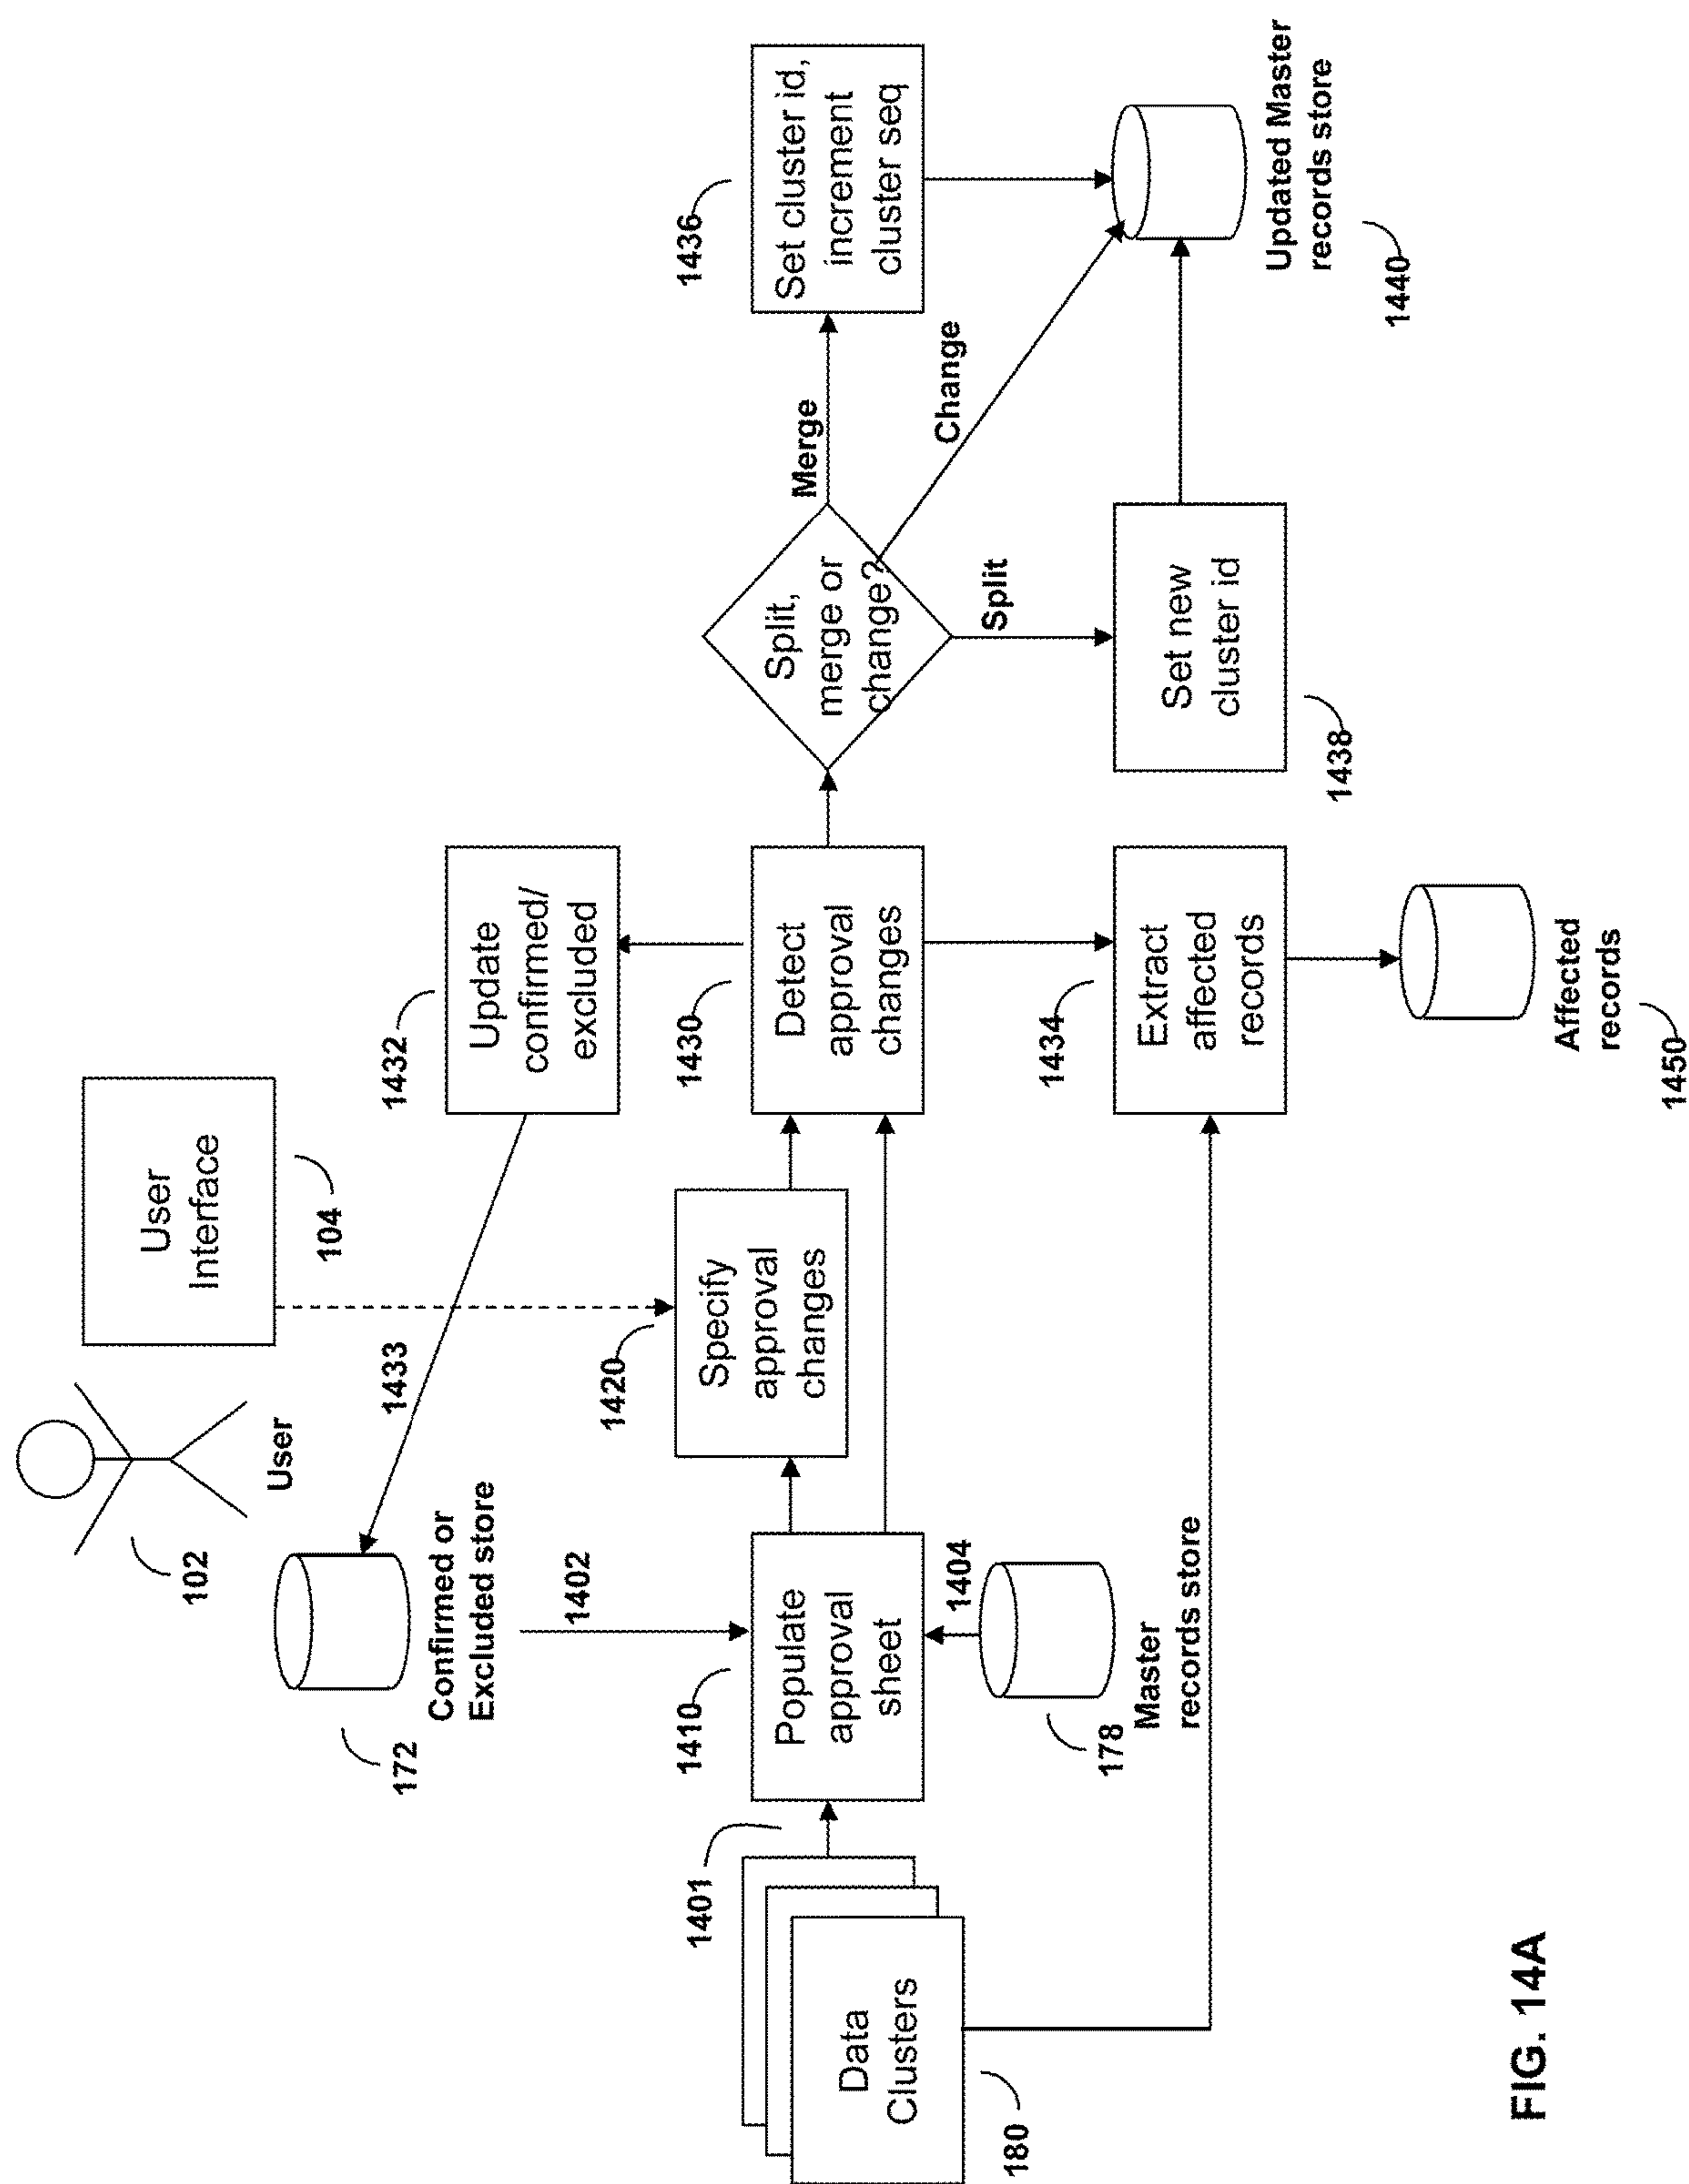 102
User
User
Interface
104
172
Confirmed or
Excluded store
1433
1432
Update
confirmed/
excluded
1402
1401
1410
Populate
approval
sheet
1420
Specify
approval
changes
1430
Detect
approval
changes
Split,
merge or
change?
Merge
1436
Set cluster id,
increment
cluster seq
Change
Split
180
Data
Clusters
1404
178
Master
records store
1434
Extract
affected
records
1438
Set new
cluster id
Updated Master
records store
1440
Affected
records
1450
FIG. 14A